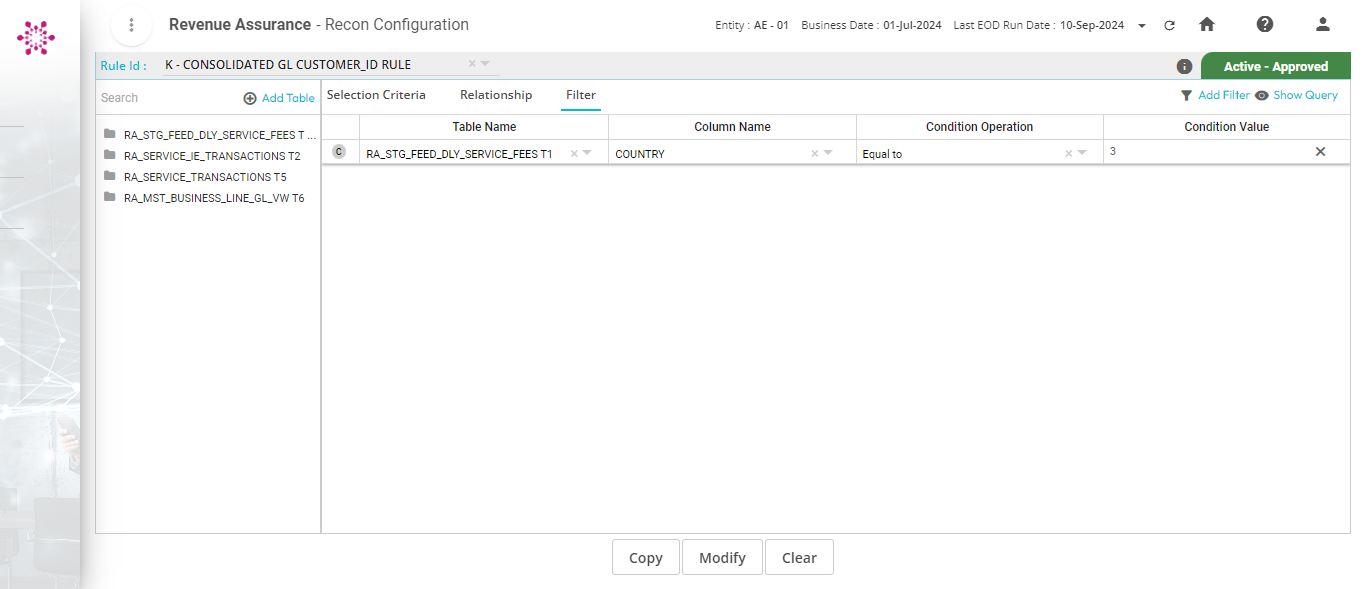 Revenue Assurance - Recon Configuration
Entity : AE - 01 Business Date : 01-Jul-2024 Last EOD Run Date : 10-Sep-2024
Rule Id : K - CONSOLIDATED GL CUSTOMER_ID RULE
Active - Approved
Search Add Table
Selection Criteria Relationship Filter
Add Filter Show Query
RA_STG_FEED_DLY_SERVICE_FEES T ...
RA_SERVICE_IE_TRANSACTIONS T2
RA_SERVICE_TRANSACTIONS T5
RA_MST_BUSINESS_LINE_GL_VW T6
Table Name Column Name Condition Operation Condition Value
C RA_STG_FEED_DLY_SERVICE_FEES T1 COUNTRY Equal to 3
Copy Modify Clear